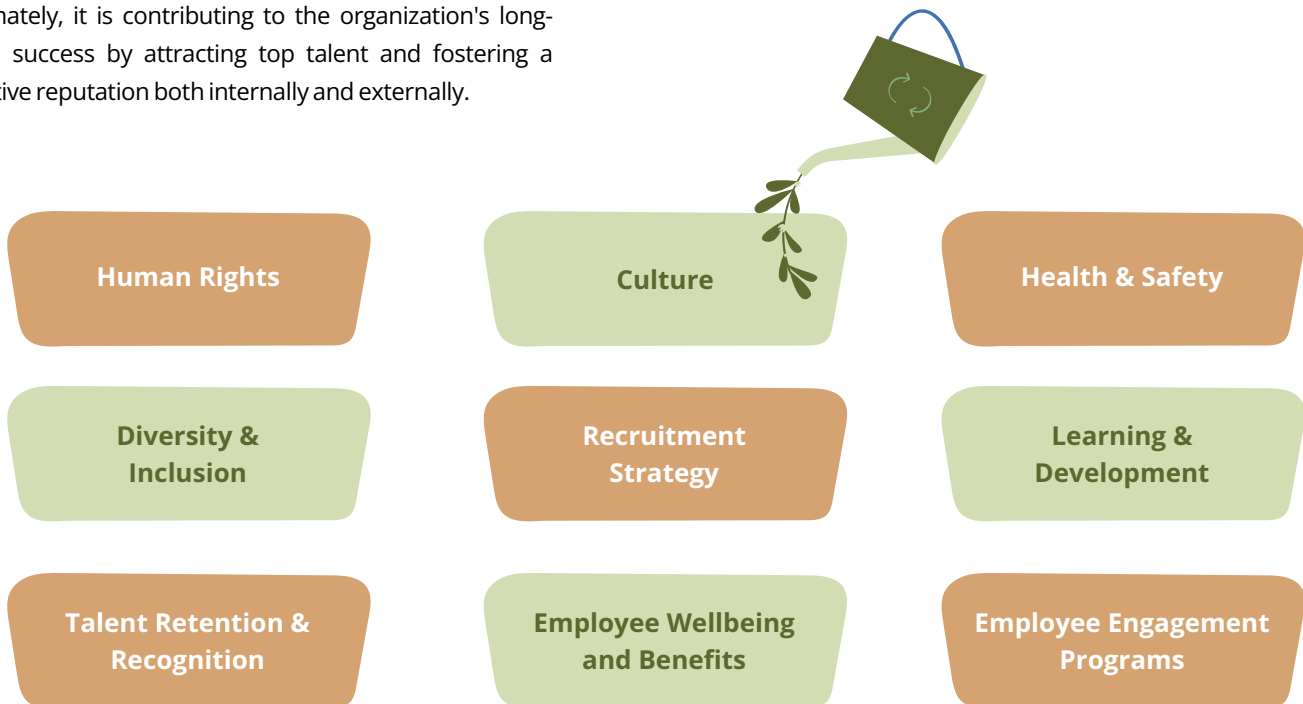 nately, it is contributing to the organization's long-
success by attracting top talent and fostering a
tive reputation both internally and externally.
Human Rights
Culture
Health & Safety
Diversity &
Inclusion
Recruitment
Strategy
Learning &
Development
Talent Retention &
Recognition
Employee Wellbeing
and Benefits
Employee Engagement
Programs